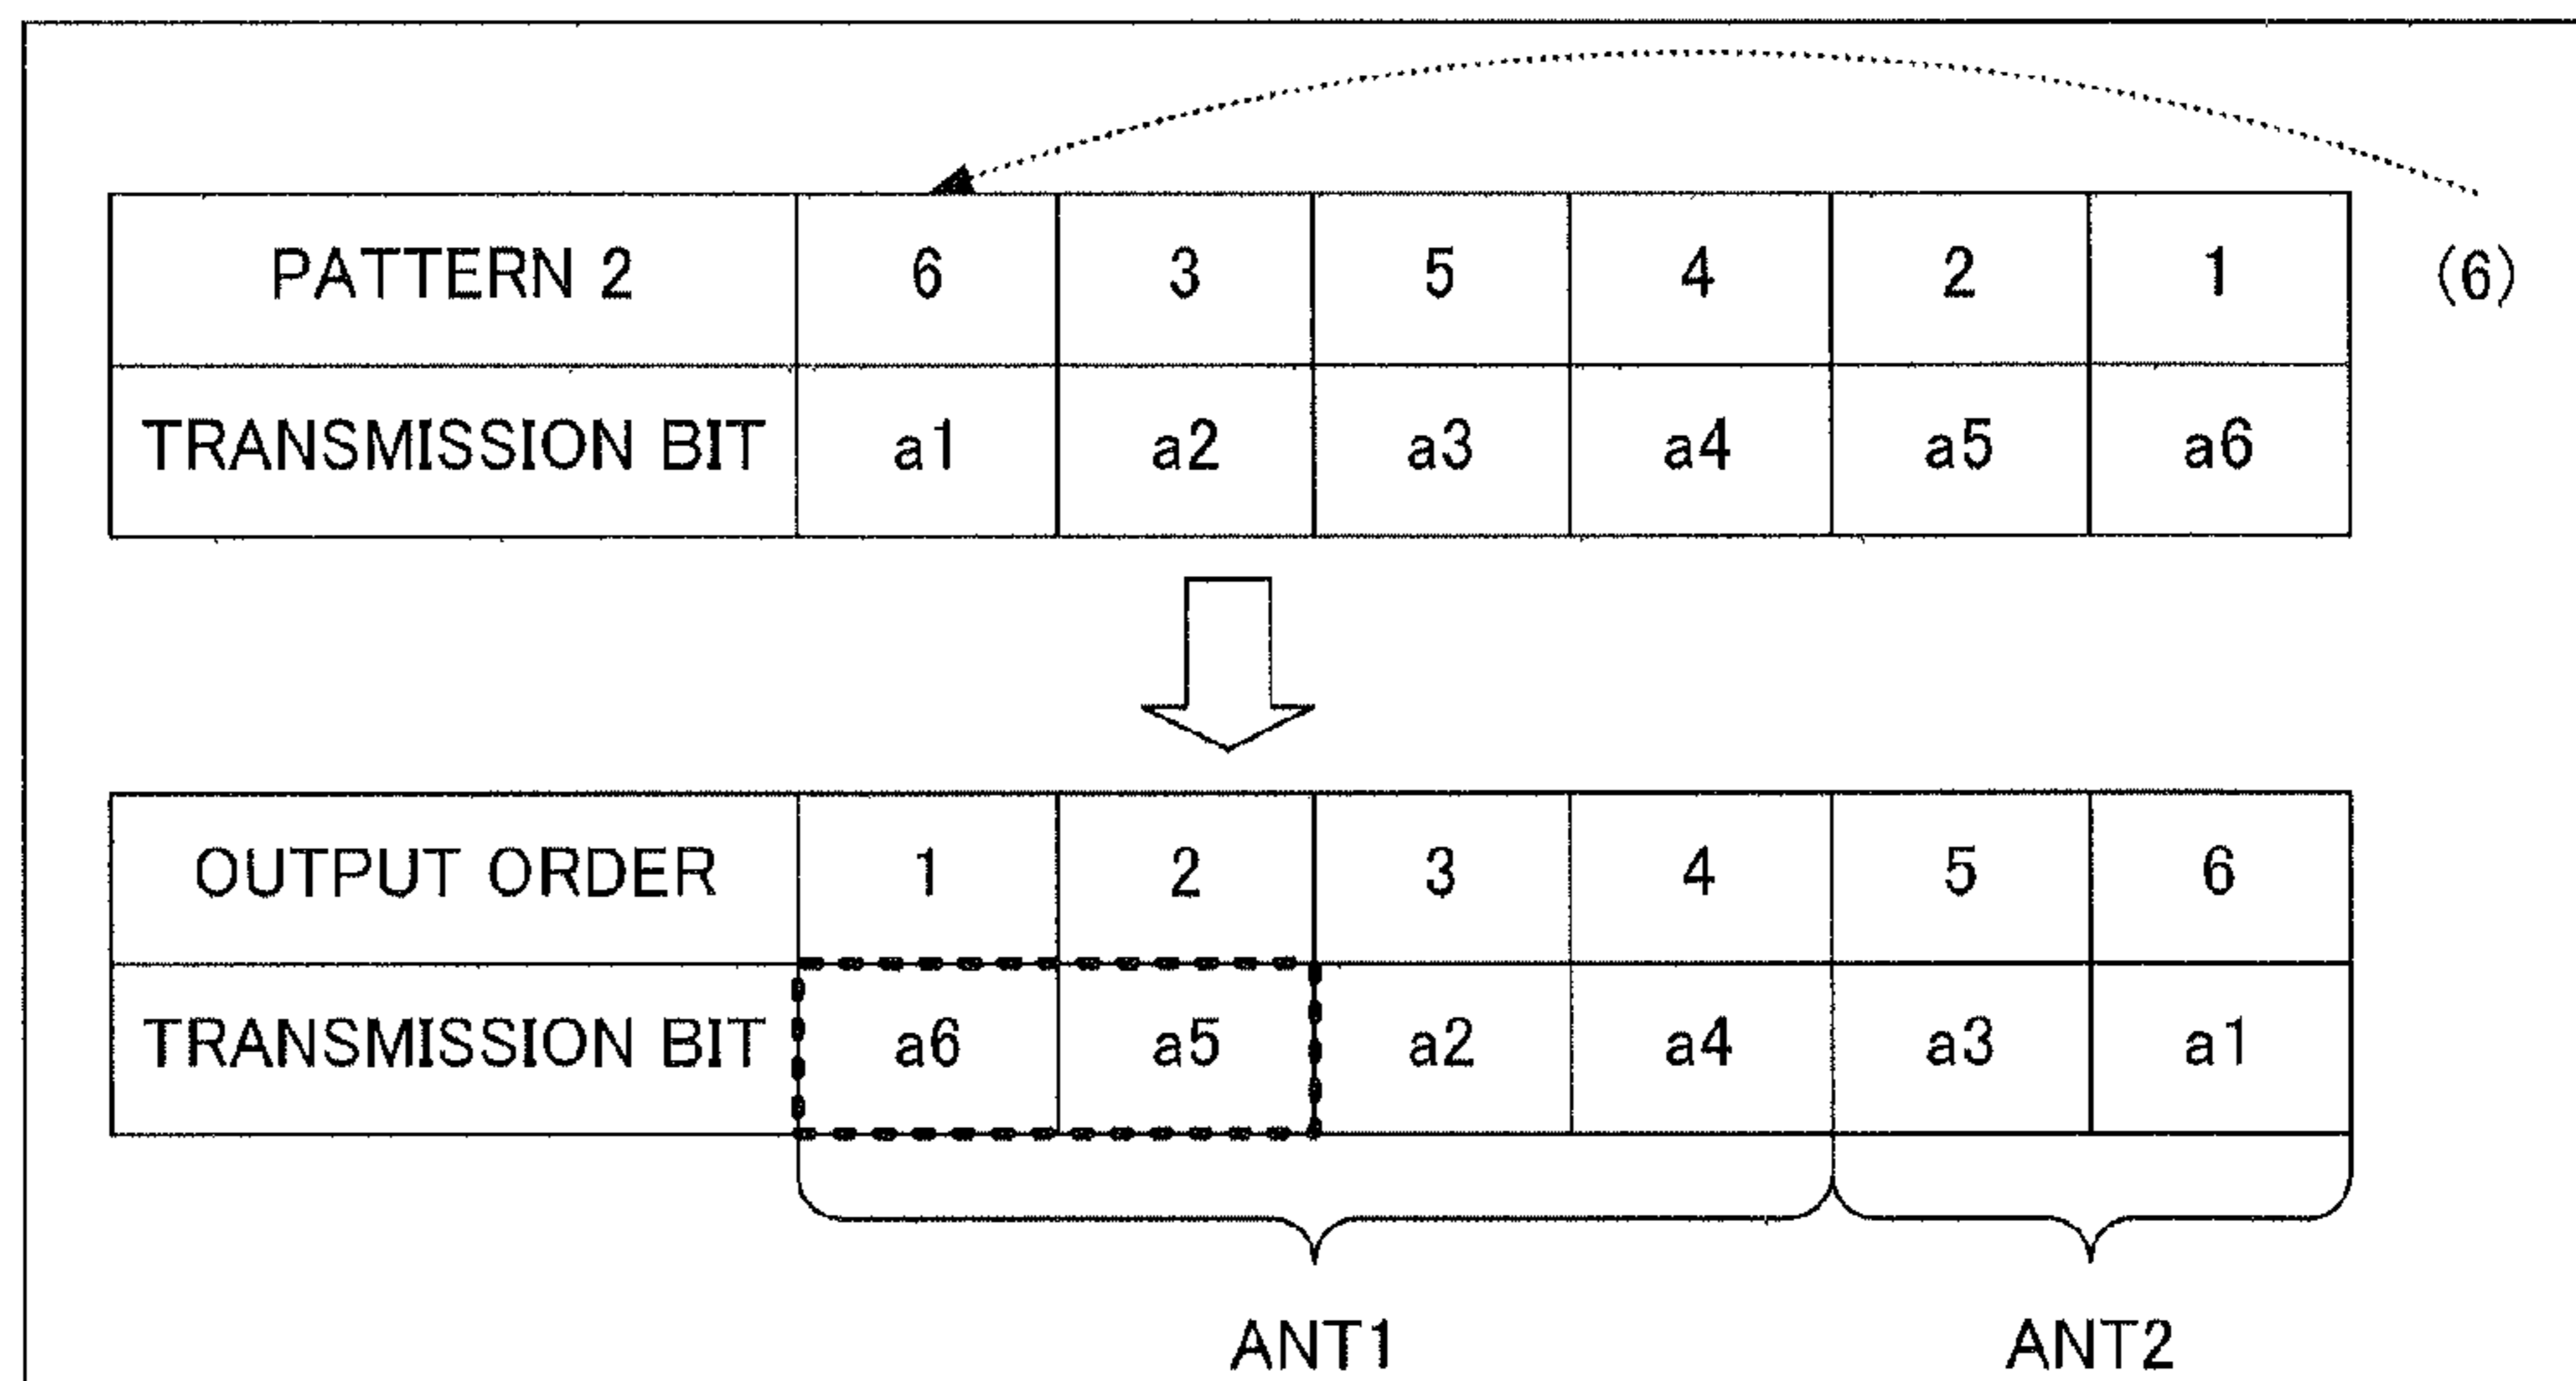 PATTERN 2 6 3 5 4 2 1 (6)
TRANSMISSION BIT a1 a2 a3 a4 a5 a6
OUTPUT ORDER 1 2 3 4 5 6
TRANSMISSION BIT a6 a5 a2 a4 a3 a1
ANT1 ANT2